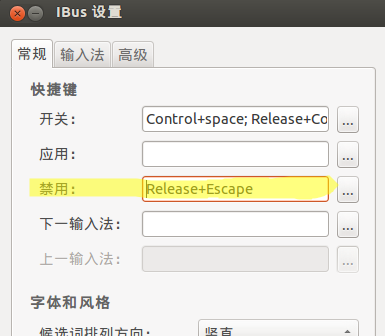 IBus 设置
常规 输入法 高级
快捷键
开关: Control+space; Release+Co ...
应用: ...
禁用: Release+Escape ...
下一输入法: ...
上一输入法: ...
字体和风格
候选词排列方向: 竖直